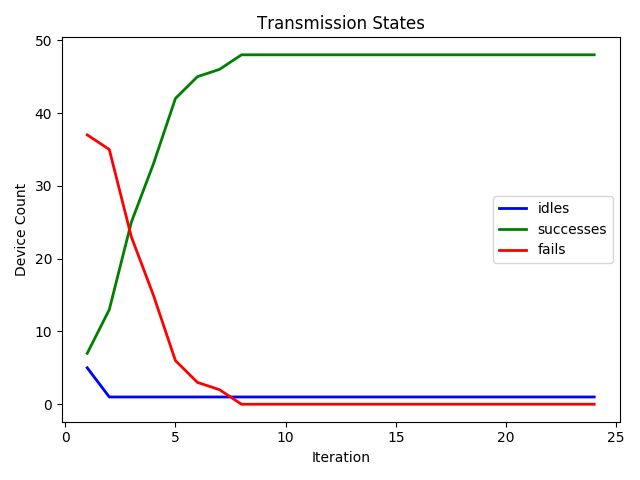 Transmission States
Device Count
50
40
30
20
10
0
idles
successes
fails
0 5 10 15 20 25
Iteration